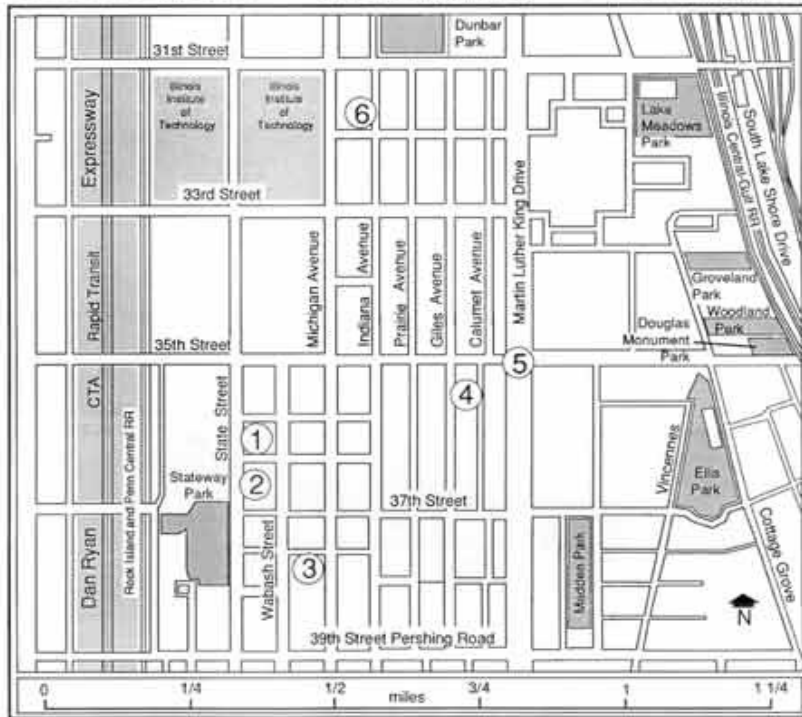 Dunbar
Park
31st Street
Illinois
Institute
of
Technology
Illinois
Institute
of
Technology
6
Lake
Meadows
Park
Illinois Central-Gulf RR
South Lake Shore Drive
Expressway
33rd Street
Martin Luther King Drive
Rapid Transit
Michigan Avenue
Indiana Avenue
Prairie Avenue
Giles Avenue
Calumet Avenue
Groveland
Park
Woodland
Park
Douglas
Monument
Park
35th Street
5
CTA
Rock Island and Penn Central RR
State Street
4
1
Stateway
Park
2
37th Street
Vincennes
Ellis
Park
Cottage Grove
Dan Ryan
Wabash Street
3
Madden Park
N
39th Street Pershing Road
0 1/4 1/2 3/4 1 1 1/4
miles